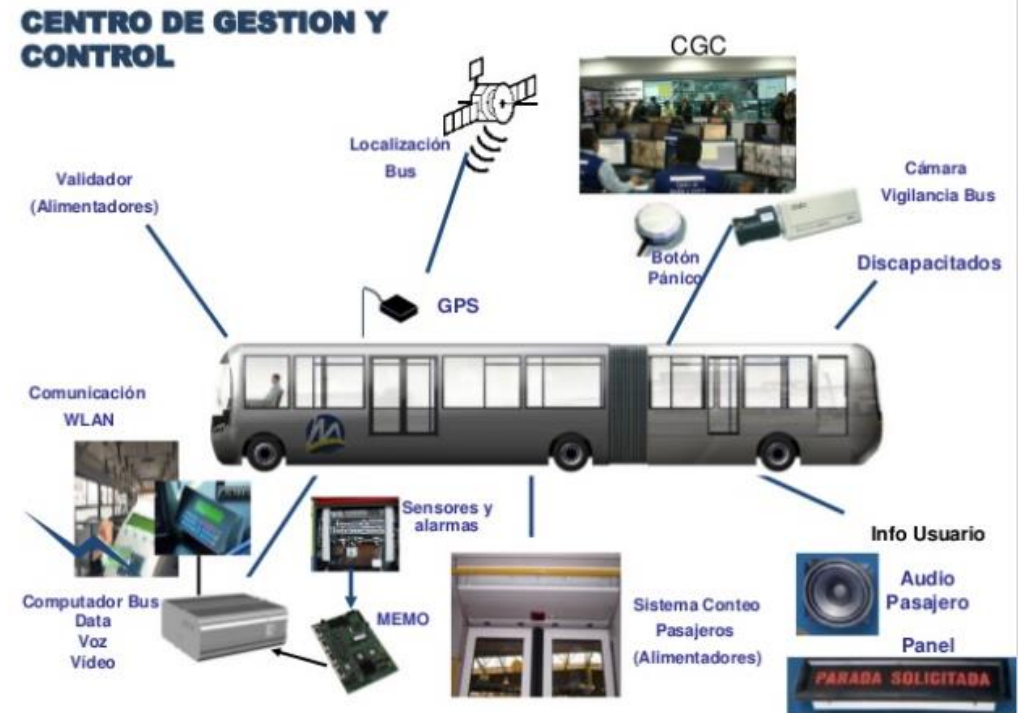 CENTRO DE GESTION Y
CONTROL
CGC
Localización
Bus
Validador
(Alimentadores)
Cámara
Vigilancia Bus
Botón
Pánico
Discapacitados
GPS
Comunicación
WLAN
Sensores y
alarmas
Info Usuario
Computador Bus
Data
Voz
Vídeo
MEMO
Sistema Conteo
Pasajeros
(Alimentadores)
Audio
Pasajero
Panel
PARADA SOLICITADA